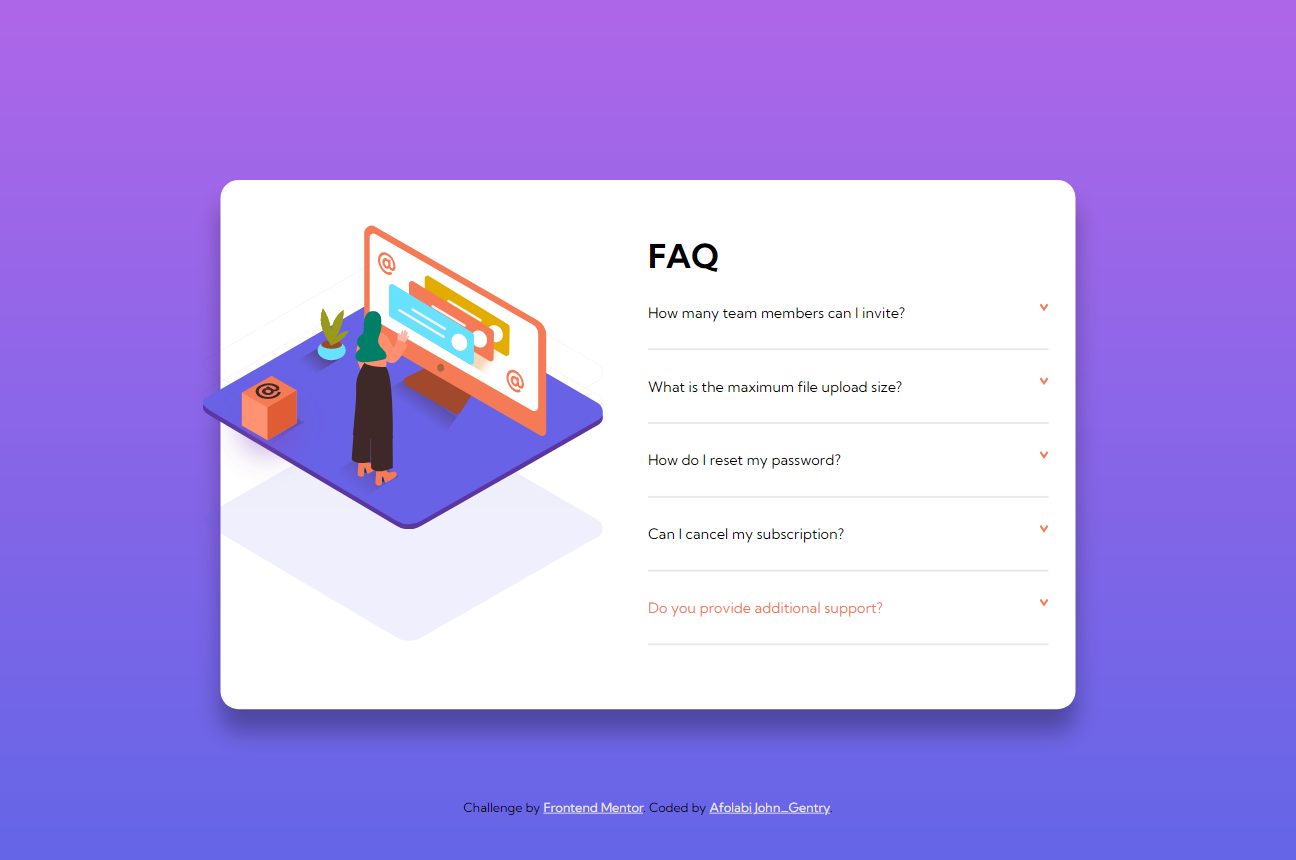 FAQ
How many team members can I invite?
What is the maximum file upload size?
How do I reset my password?
Can I cancel my subscription?
Do you provide additional support?
Challenge by Frontend Mentor. Coded by Afolabi John_Gentry.